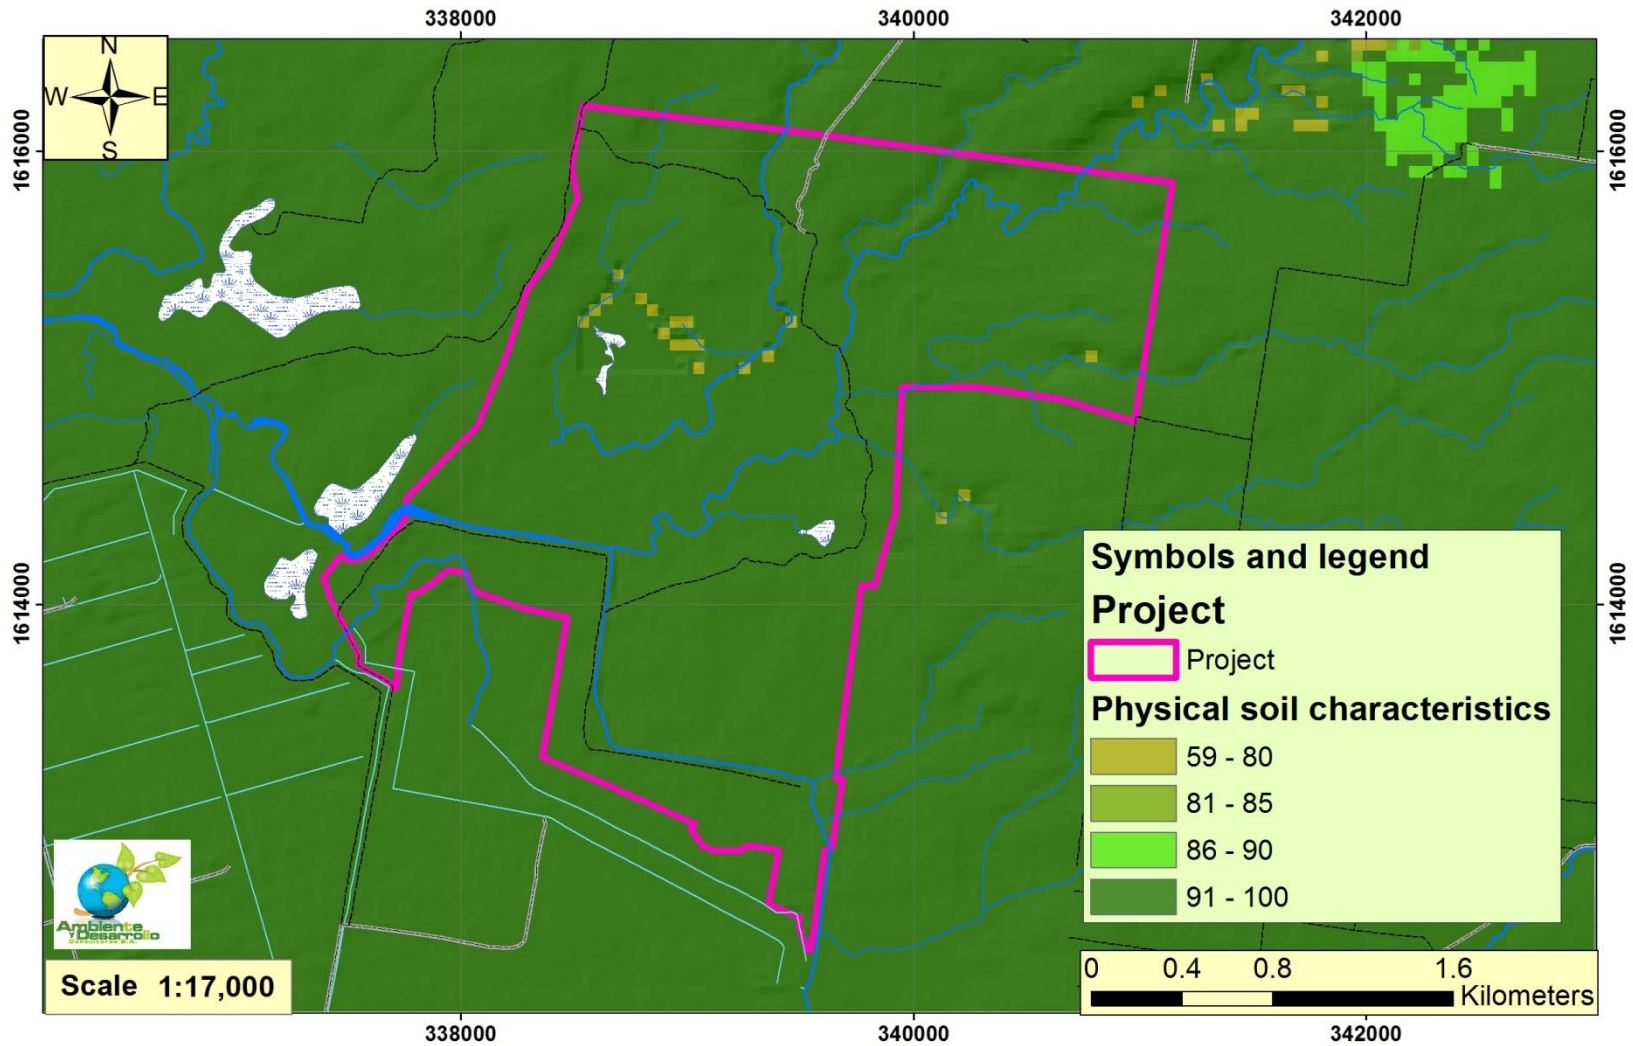 338000
340000
342000
N
W
E
S
1616000
1616000
1614000
1614000
Symbols and legend
Project
Project
Physical soil characteristics
59 - 80
81 - 85
86 - 90
91 - 100
Ambiente
y Desarrollo
Consultores S.A.
Scale 1:17,000
0 0.4 0.8 1.6
Kilometers
338000
340000
342000